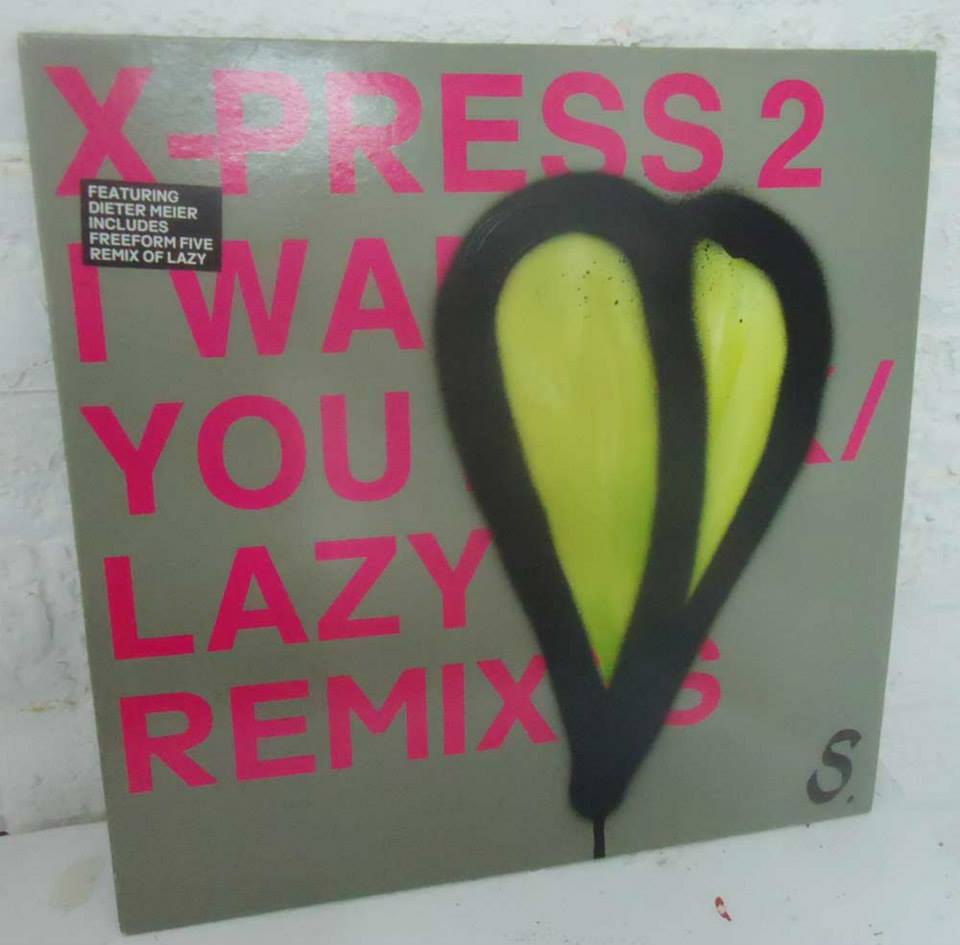 X-PRESS 2
FEATURING
DIETER MEIER
INCLUDES
FREEFORM FIVE
REMIX OF LAZY
I
YOU /
LAZY
S.